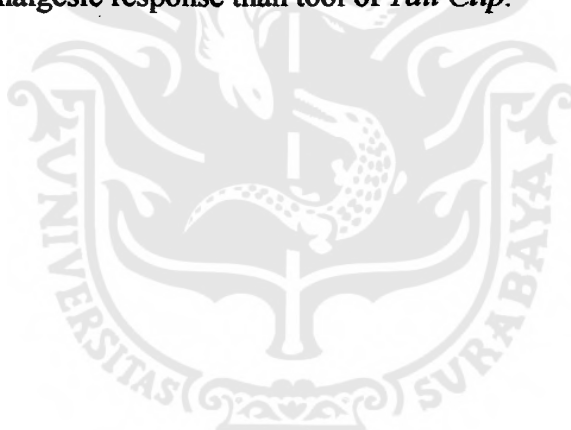 nalgesic response than tool of Tail Clip.
UNIVERSITAS SURABAYA